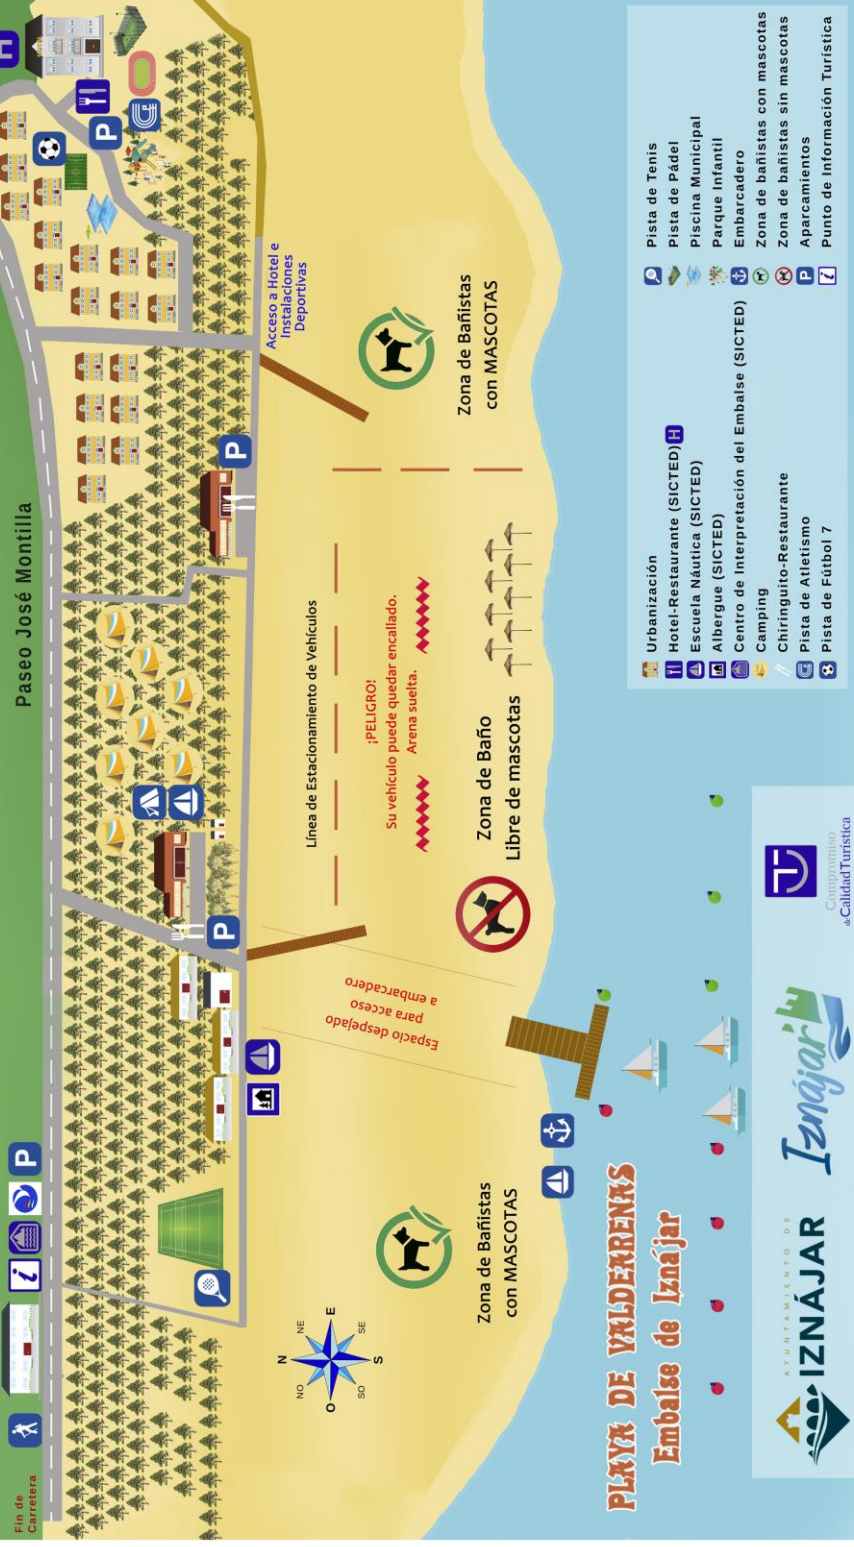 Paseo José Montilla
Fin de
Carretera
i
P
H
P
P
P
Acceso a Hotel e
Instalaciones
Deportivas
Línea de Estacionamiento de Vehículos
¡PELIGRO!
Su vehículo puede quedar encallado.
Arena suelta.
Espacio despejado
para acceso
a embarcadero
N
NE
E
SE
S
SO
O
NO
Zona de Bañistas
con MASCOTAS
Zona de Baño
Libre de mascotas
Zona de Bañistas
con MASCOTAS
PLAYA DE VALDEARENAS
Embalse de Iznájar
Urbanización
Hotel-Restaurante (SICTED) H
Escuela Náutica (SICTED)
Albergue (SICTED)
Centro de Interpretación del Embalse (SICTED)
Camping
Chiringuito-Restaurante
Pista de Atletismo
Pista de Fútbol 7
Pista de Tenis
Pista de Pádel
Piscina Municipal
Parque Infantil
Embarcadero
Zona de bañistas con mascotas
Zona de bañistas sin mascotas
P Aparcamientos
i Punto de Información Turística
AYUNTAMIENTO DE
IZNÁJAR
Iznájar
Compromiso
de Calidad Turística